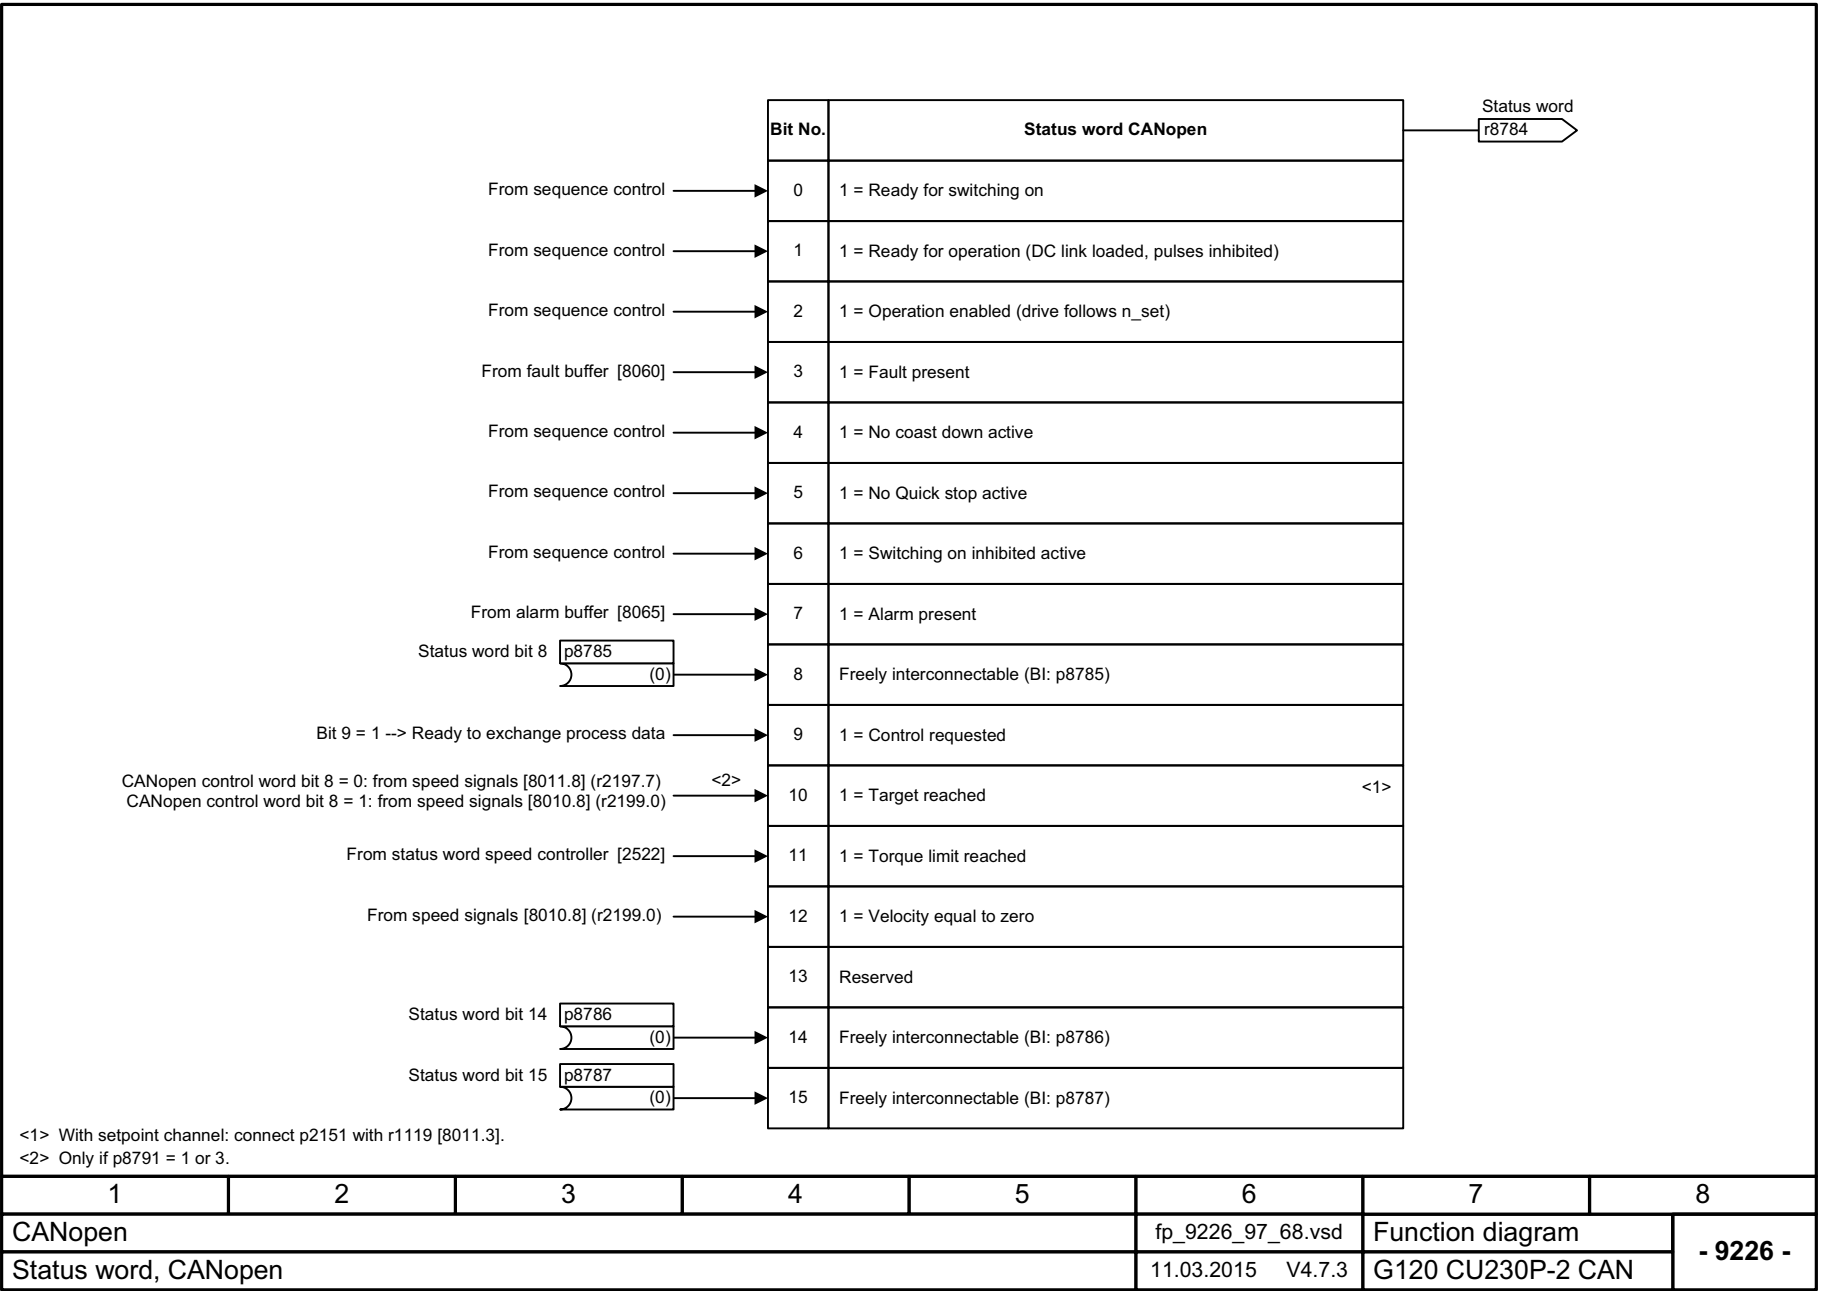 Status word
Bit No. Status word CANopen r8784
From sequence control 0 1 = Ready for switching on
From sequence control 1 1 = Ready for operation (DC link loaded, pulses inhibited)
From sequence control 2 1 = Operation enabled (drive follows n_set)
From fault buffer [8060] 3 1 = Fault present
From sequence control 4 1 = No coast down active
From sequence control 5 1 = No Quick stop active
From sequence control 6 1 = Switching on inhibited active
From alarm buffer [8065] 7 1 = Alarm present
Status word bit 8 p8785
(0) 8 Freely interconnectable (BI: p8785)
Bit 9 = 1 --> Ready to exchange process data 9 1 = Control requested
CANopen control word bit 8 = 0: from speed signals [8011.8] (r2197.7) <2>
CANopen control word bit 8 = 1: from speed signals [8010.8] (r2199.0) 10 1 = Target reached <1>
From status word speed controller [2522] 11 1 = Torque limit reached
From speed signals [8010.8] (r2199.0) 12 1 = Velocity equal to zero
13 Reserved
Status word bit 14 p8786
(0) 14 Freely interconnectable (BI: p8786)
Status word bit 15 p8787
(0) 15 Freely interconnectable (BI: p8787)
<1> With setpoint channel: connect p2151 with r1119 [8011.3].
<2> Only if p8791 = 1 or 3.
1 2 3 4 5 6 7 8
CANopen fp_9226_97_68.vsd Function diagram
- 9226 -
Status word, CANopen 11.03.2015 V4.7.3 G120 CU230P-2 CAN